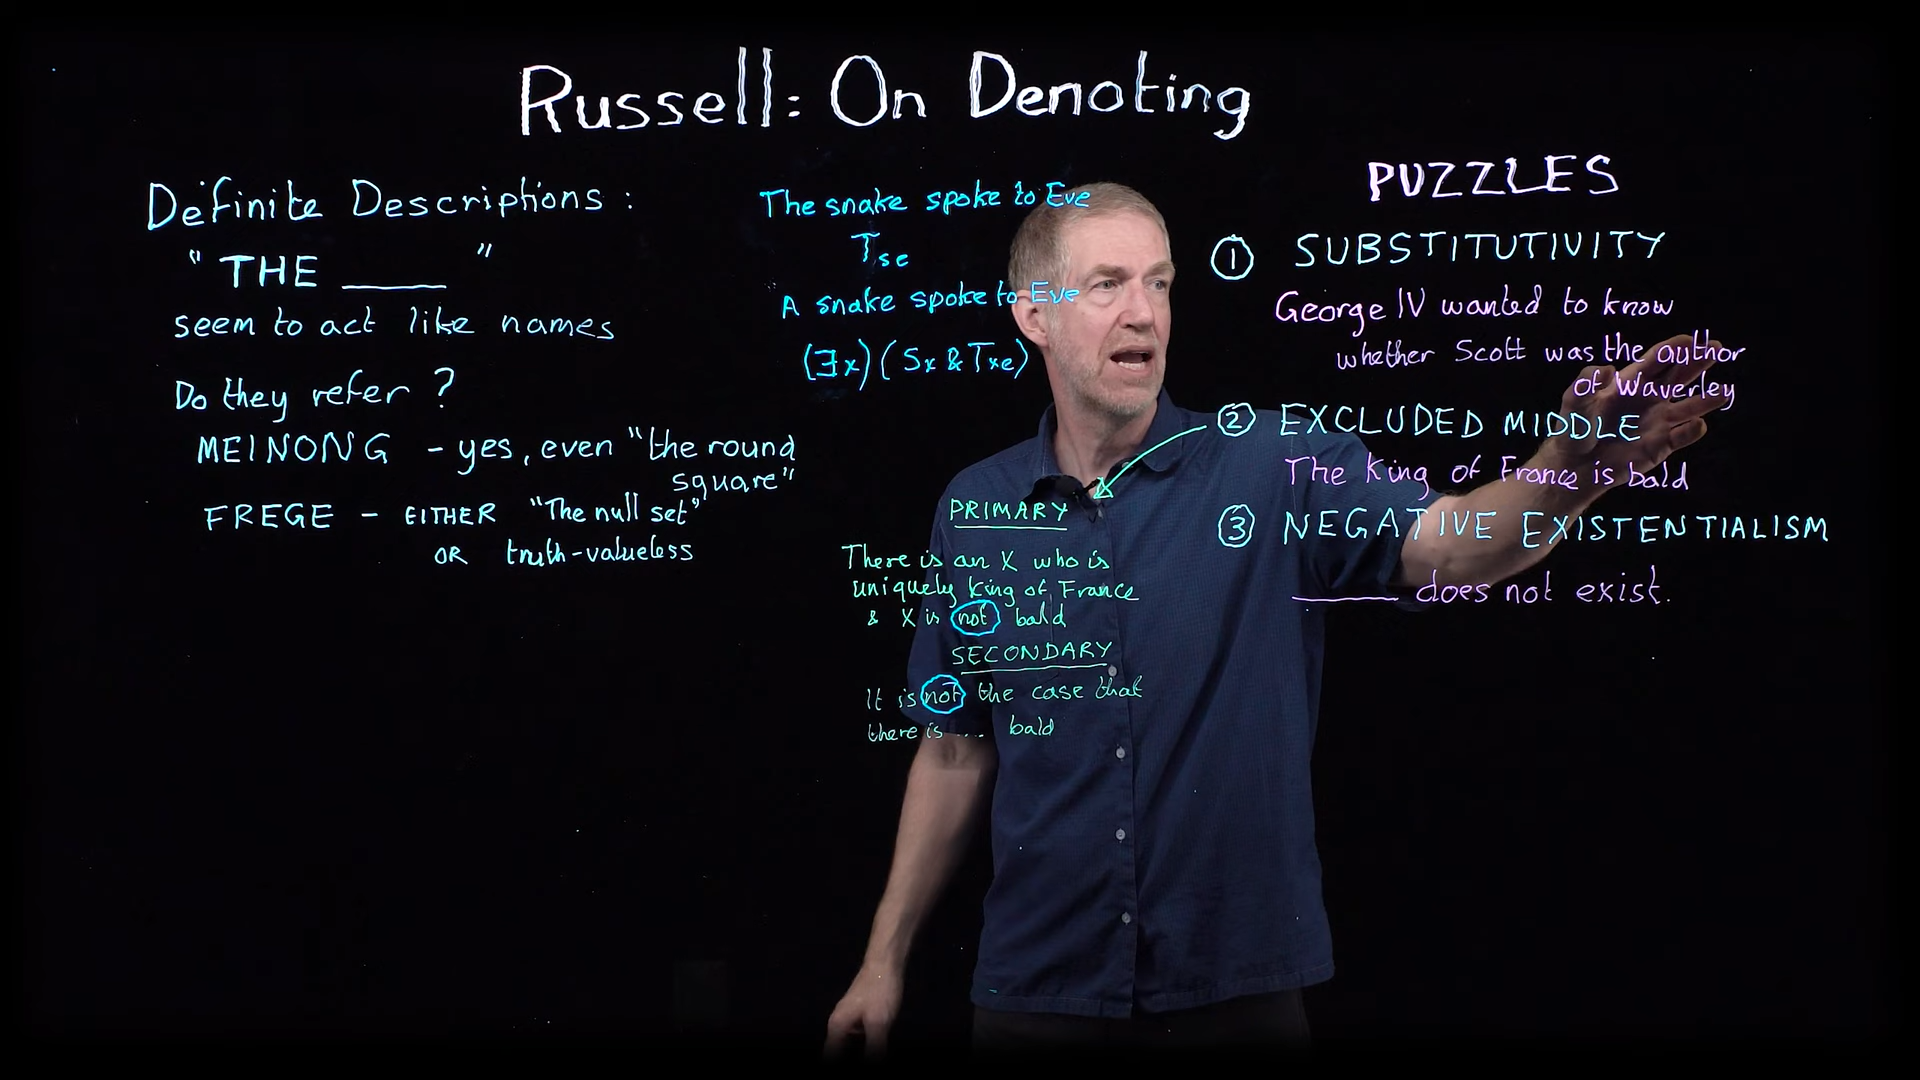 Russell: On Denoting
Definite Descriptions:
"THE ____"
seem to act like names
Do they refer?
MEINONG - yes, even "the round
square"
FREGE - EITHER "The null set"
OR truth-valueless
The snake spoke to Eve
Tse
A snake spoke to Eve
(∃x)(Sx & Txe)
PRIMARY
There is an X who is
uniquely King of France
& X is not bald
SECONDARY
It is not the case that
there is .... bald
PUZZLES
① SUBSTITUTIVITY
George IV wanted to know
whether Scott was the author
of Waverley
② EXCLUDED MIDDLE
The King of France is bald
③ NEGATIVE EXISTENTIALISM
____ does not exist.